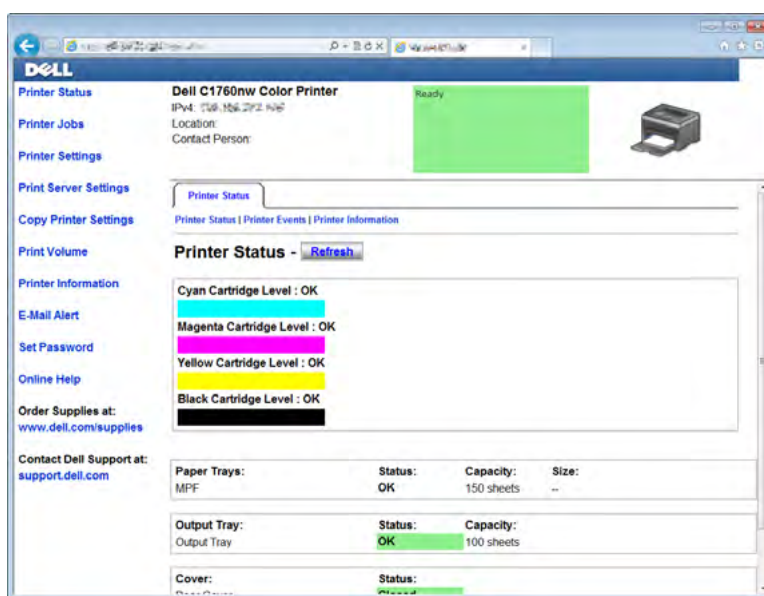 DELL
Printer Status
Printer Jobs
Printer Settings
Print Server Settings
Copy Printer Settings
Print Volume
Printer Information
E-Mail Alert
Set Password
Online Help
Order Supplies at:
www.dell.com/supplies
Contact Dell Support at:
support.dell.com
Dell C1760nw Color Printer
IPv4:
Location:
Contact Person:
Ready
Printer Status
Printer Status | Printer Events | Printer Information
Printer Status - Refresh
Cyan Cartridge Level : OK
Magenta Cartridge Level : OK
Yellow Cartridge Level : OK
Black Cartridge Level : OK
Paper Trays: Status: Capacity: Size:
MPF OK 150 sheets --
Output Tray: Status: Capacity:
Output Tray OK 100 sheets
Cover: Status:
Closed